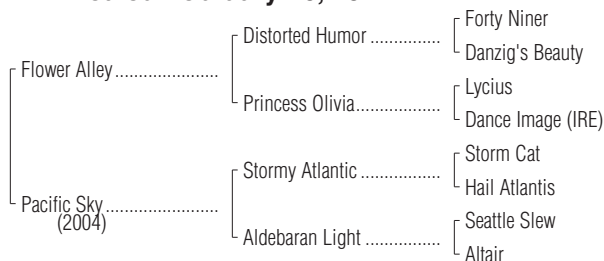 Forty Niner
Distorted Humor ..................
Danzig's Beauty
Flower Alley ......................
Lycius
Princess Olivia ..................
Dance Image (IRE)
Storm Cat
Stormy Atlantic .................
Hail Atlantis
Pacific Sky ........................
(2004)
Seattle Slew
Aldebaran Light ................
Altair